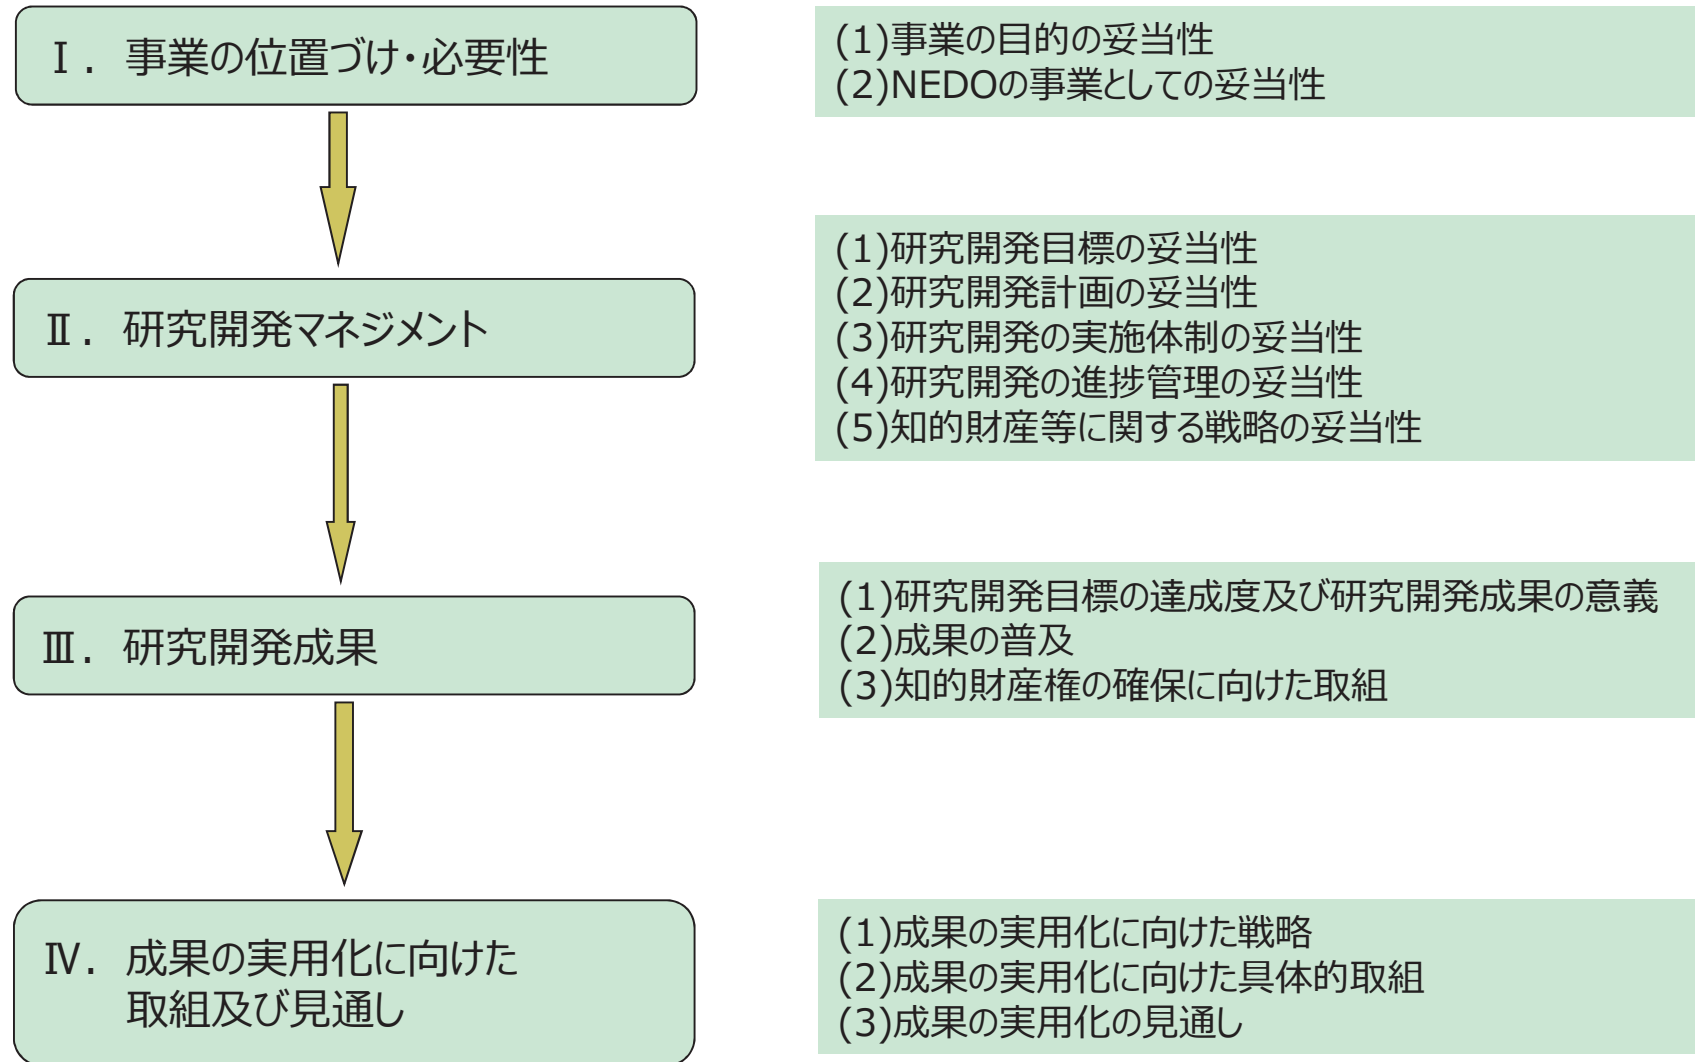 Ⅰ. 事業の位置づけ・必要性
(1)事業の目的の妥当性
(2)NEDOの事業としての妥当性
Ⅱ. 研究開発マネジメント
(1)研究開発目標の妥当性
(2)研究開発計画の妥当性
(3)研究開発の実施体制の妥当性
(4)研究開発の進捗管理の妥当性
(5)知的財産等に関する戦略の妥当性
Ⅲ. 研究開発成果
(1)研究開発目標の達成度及び研究開発成果の意義
(2)成果の普及
(3)知的財産権の確保に向けた取組
Ⅳ. 成果の実用化に向けた
取組及び見通し
(1)成果の実用化に向けた戦略
(2)成果の実用化に向けた具体的取組
(3)成果の実用化の見通し